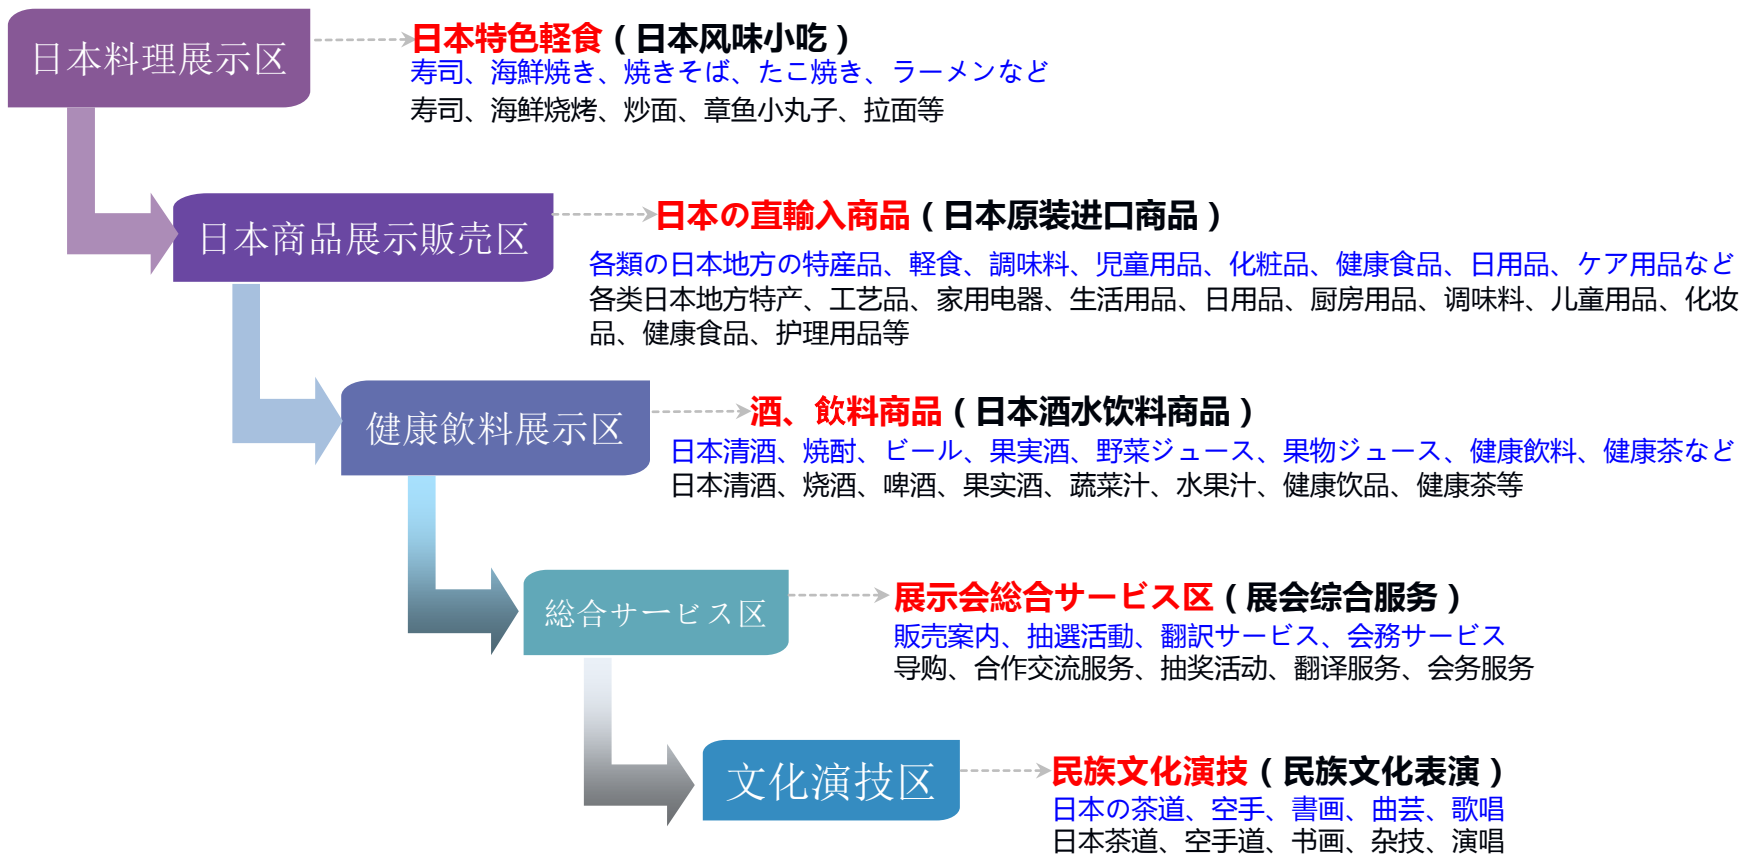 日本料理展示区
日本特色軽食（日本风味小吃）
寿司、海鮮焼き、焼きそば、たこ焼き、ラーメンなど
寿司、海鲜烧烤、炒面、章鱼小丸子、拉面等
日本商品展示販売区
日本の直輸入商品（日本原装进口商品）
各類の日本地方の特産品、軽食、調味料、児童用品、化粧品、健康食品、日用品、ケア用品など
各类日本地方特产、工艺品、家用电器、生活用品、日用品、厨房用品、调味料、儿童用品、化妆
品、健康食品、护理用品等
健康飲料展示区
酒、飲料商品（日本酒水饮料商品）
日本清酒、焼酎、ビール、果実酒、野菜ジュース、果物ジュース、健康飲料、健康茶など
日本清酒、烧酒、啤酒、果实酒、蔬菜汁、水果汁、健康饮品、健康茶等
総合サービス区
展示会総合サービス区（展会综合服务）
販売案内、抽選活動、翻訳サービス、会務サービス
导购、合作交流服务、抽奖活动、翻译服务、会务服务
文化演技区
民族文化演技（民族文化表演）
日本の茶道、空手、書画、曲芸、歌唱
日本茶道、空手道、书画、杂技、演唱